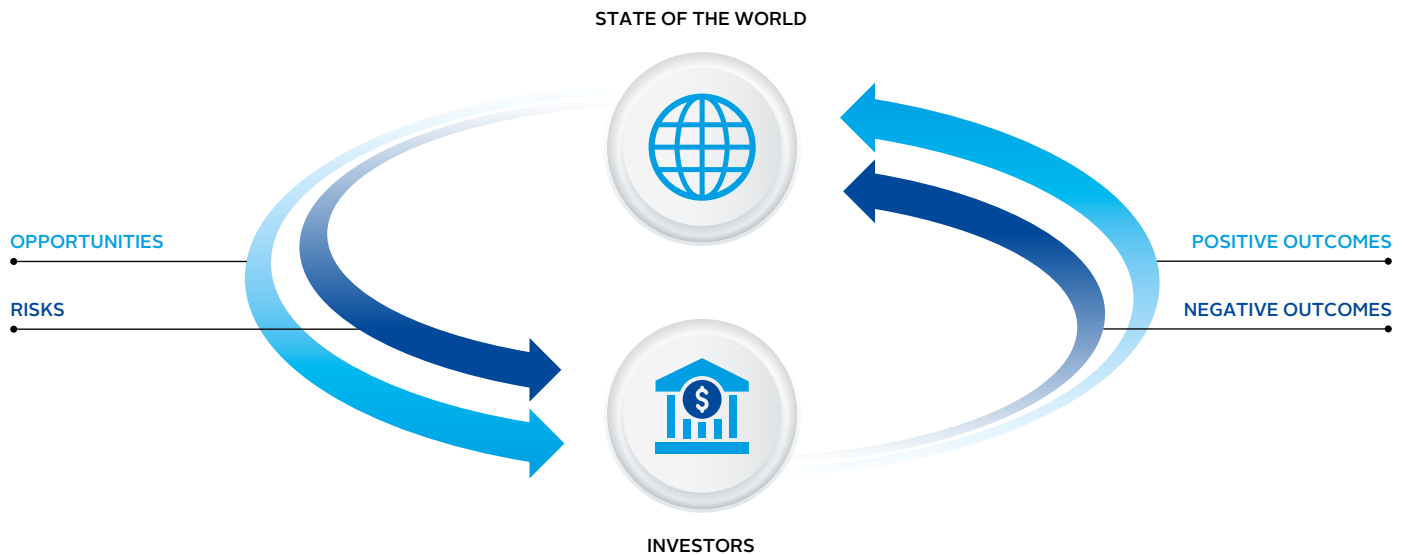 STATE OF THE WORLD
OPPORTUNITIES
POSITIVE OUTCOMES
RISKS
NEGATIVE OUTCOMES
$
INVESTORS